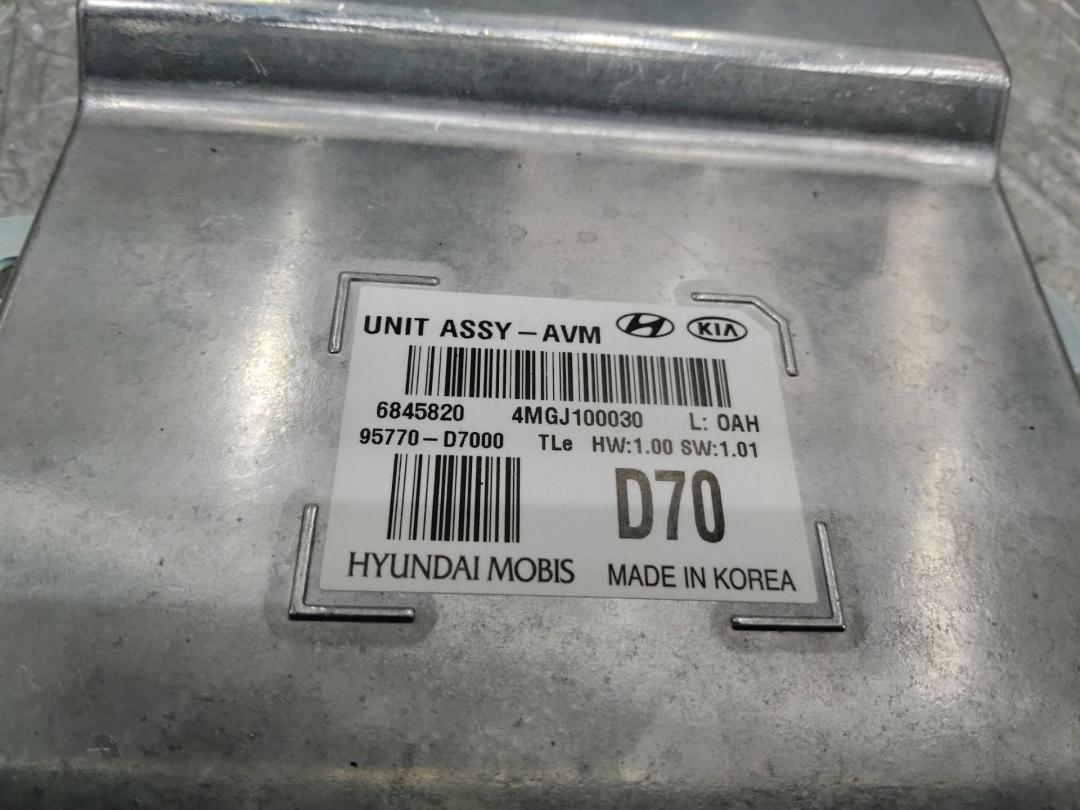 UNIT ASSY-AVM KIA
6845820 4MGJ100030 L: OAH
95770-D7000 TLe HW:1.00 SW:1.01
D70
HYUNDAI MOBIS MADE IN KOREA